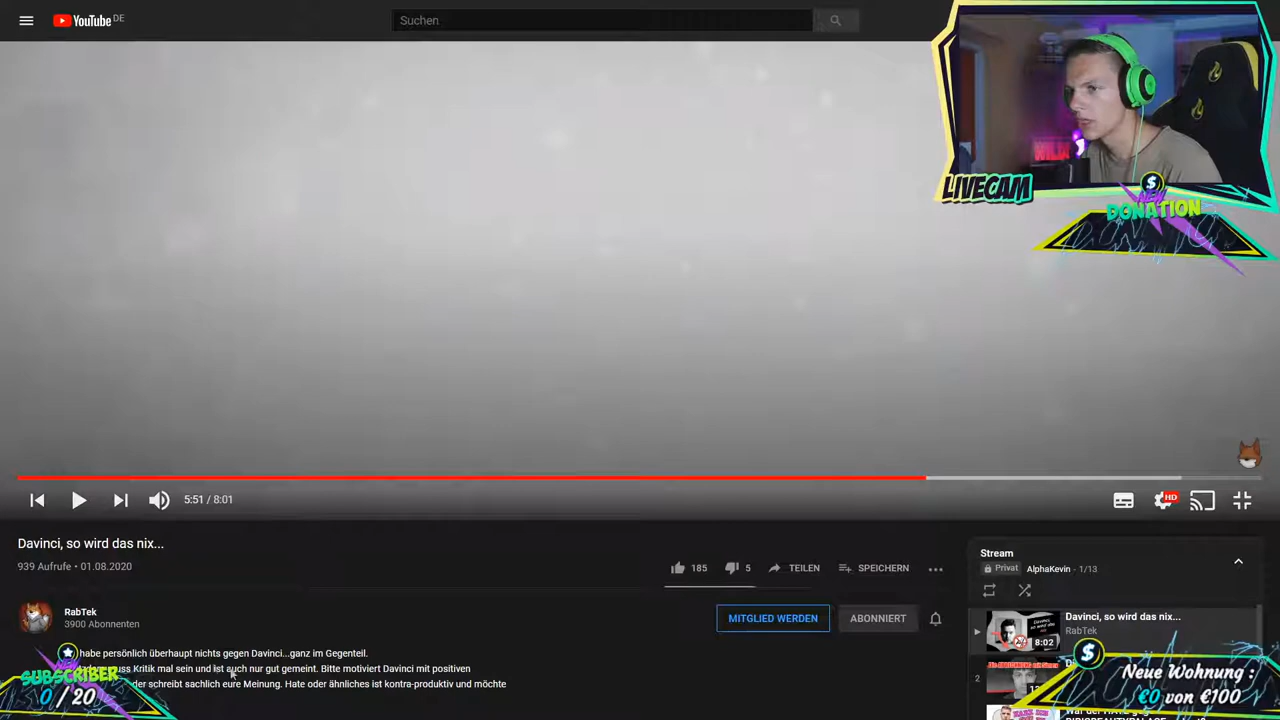 YouTube DE
Suchen
LIVECAM
NEW
DONATION
5:51 / 8:01
HD
Davinci, so wird das nix...
939 Aufrufe • 01.08.2020
185
5
TEILEN
SPEICHERN
Stream
Privat AlphaKevin - 1/13
RabTek
3900 Abonnenten
MITGLIED WERDEN
ABONNIERT
Davinci, so wird das nix...
RabTek
8:02
habe persönlich überhaupt nichts gegen Davinci...ganz im Gegenteil.
Kritik mal sein und ist auch nur gut gemeint. Bitte motiviert Davinci mit positiven
der schreibt sachlich eure Meinung. Hate oder ähnliches ist kontra-produktiv und möchte
NEW
SUBSCRIBER
0 / 20
2
Neue Wohnung :
€0 von €100